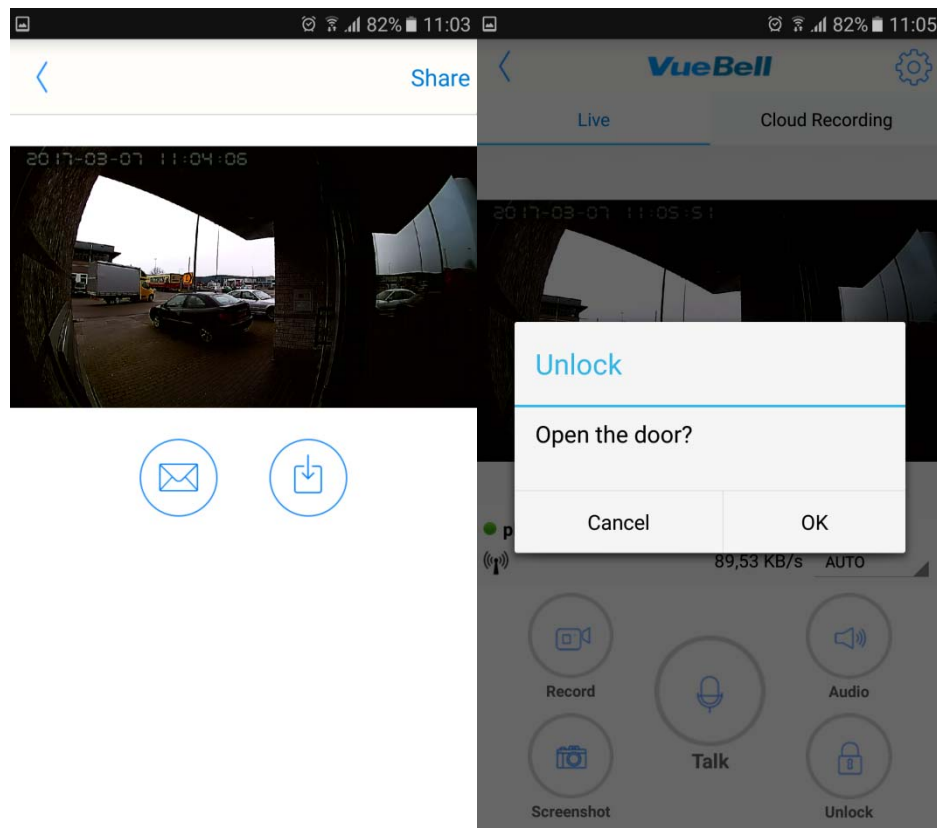 82% 11:03
Share
2017-03-07 11:04:06
82% 11:05
VueBell
Live
Cloud Recording
2017-03-07 11:05:51
Unlock
Open the door?
Cancel
OK
p
89,53 KB/s AUTO
Record
Audio
Talk
Screenshot
Unlock